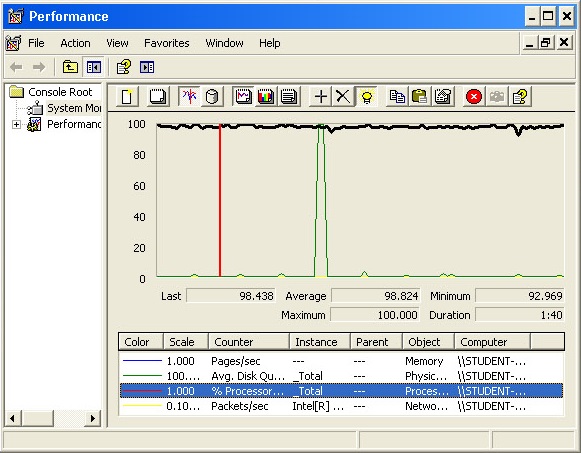 Performance
File Action View Favorites Window Help
Console Root
System Mor
Performanc
100
80
60
40
20
0
Last 98.438 Average 98.824 Minimum 92.969
Maximum 100.000 Duration 1:40
Color Scale Counter Instance Parent Object Computer
1.000 Pages/sec --- --- Memory \\STUDENT-...
100.... Avg. Disk Qu... _Total --- Physic... \\STUDENT-...
1.000 % Processor... _Total --- Proces... \\STUDENT-...
0.10... Packets/sec Intel[R] ... --- Netwo... \\STUDENT-...